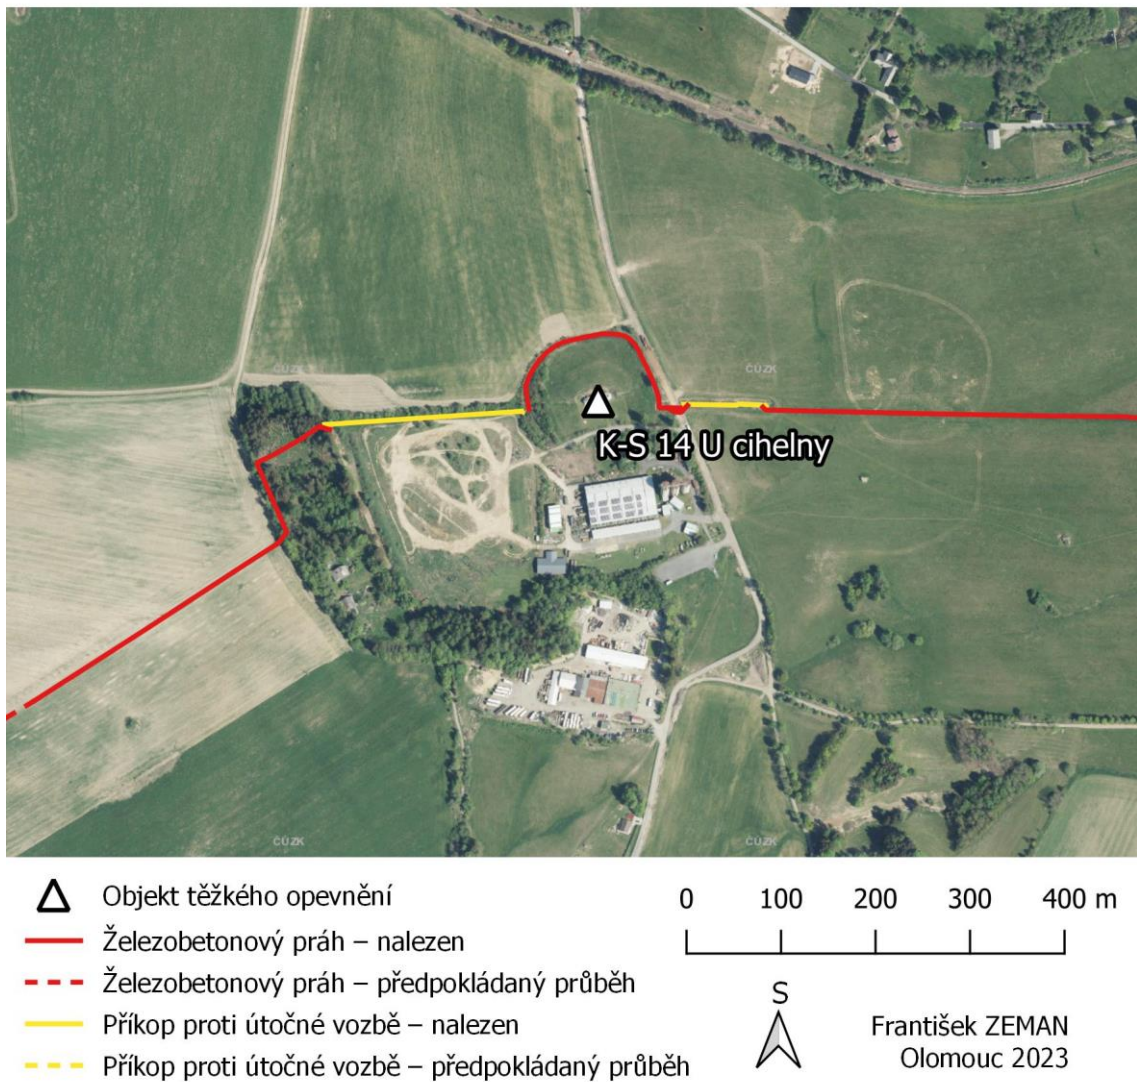 ČÚZK
ČÚZK
K-S 14 U cihelny
ČÚZK
ČÚZK
Objekt těžkého opevnění
Železobetonový práh – nalezen
Železobetonový práh – předpokládaný průběh
Příkop proti útočné vozbě – nalezen
Příkop proti útočné vozbě – předpokládaný průběh
0 100 200 300 400 m
S
František ZEMAN
Olomouc 2023